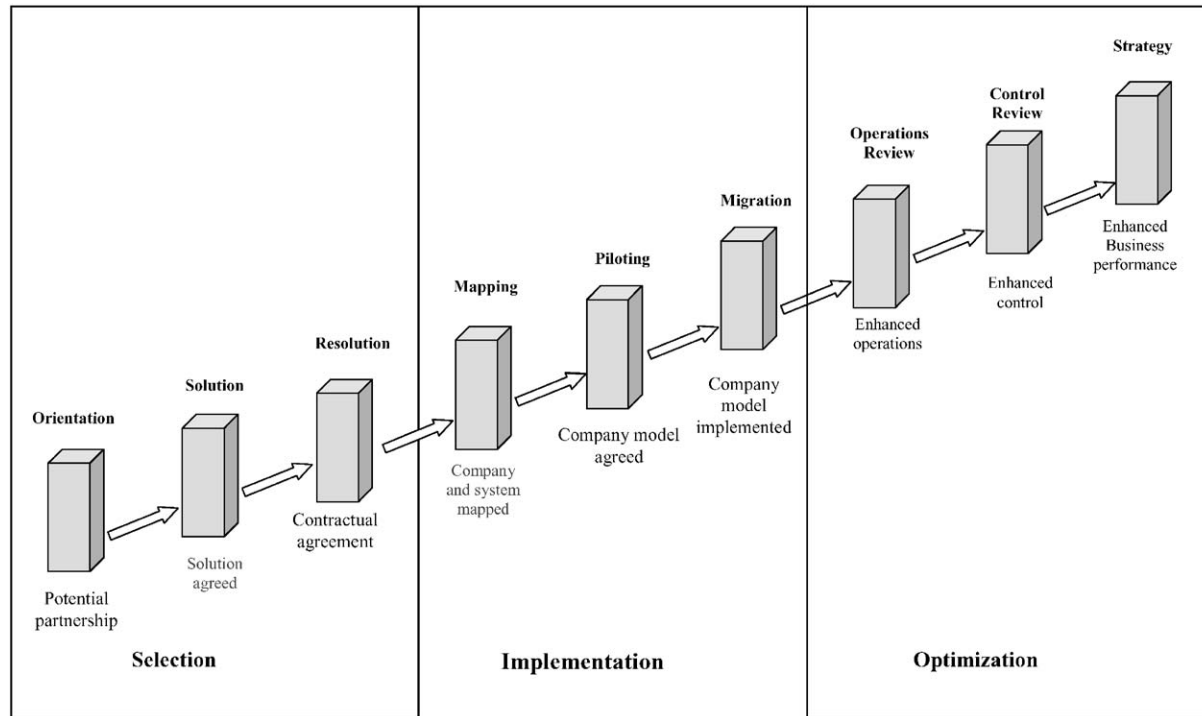 Orientation
Potential
partnership
Solution
Solution
agreed
Resolution
Contractual
agreement
Selection
Mapping
Company
and system
mapped
Piloting
Company model
agreed
Migration
Company
model
implemented
Implementation
Operations
Review
Enhanced
operations
Control
Review
Enhanced
control
Strategy
Enhanced
Business
performance
Optimization